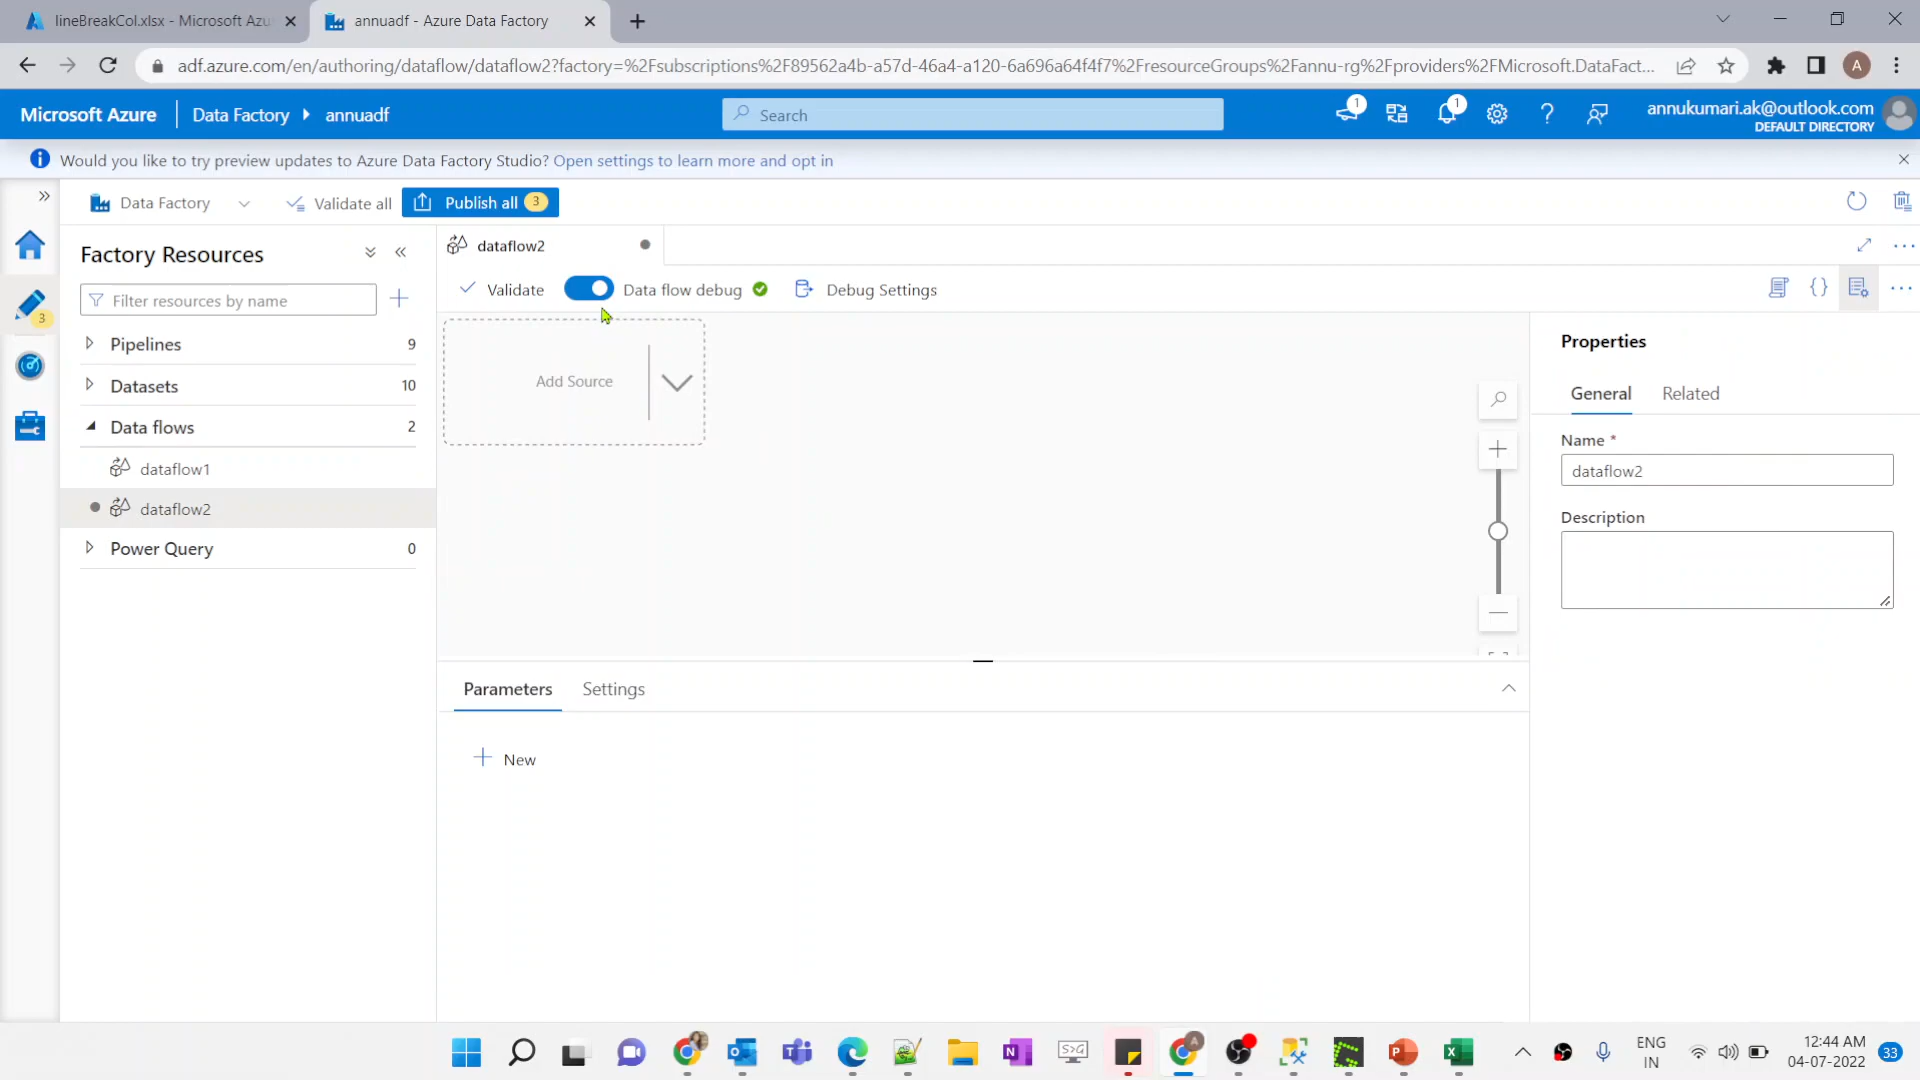 lineBreakCol.xlsx - Microsoft Azu
annuadf - Azure Data Factory
adf.azure.com/en/authoring/dataflow/dataflow2?factory=%2Fsubscriptions%2F89562a4b-a57d-46a4-a120-6a696a64f4f7%2FresourceGroups%2Fannu-rg%2Fproviders%2FMicrosoft.DataFact...
A
Microsoft Azure
Data Factory
annuadf
Search
1
1
annukumari.ak@outlook.com
DEFAULT DIRECTORY
Would you like to try preview updates to Azure Data Factory Studio? Open settings to learn more and opt in
Data Factory
Validate all
Publish all 3
Factory Resources
Filter resources by name
3
Pipelines 9
Datasets 10
Data flows 2
dataflow1
dataflow2
Power Query 0
dataflow2
Validate
Data flow debug
Debug Settings
Add Source
Parameters
Settings
New
Properties
General
Related
Name *
dataflow2
Description
ENG
IN
12:44 AM
04-07-2022
33